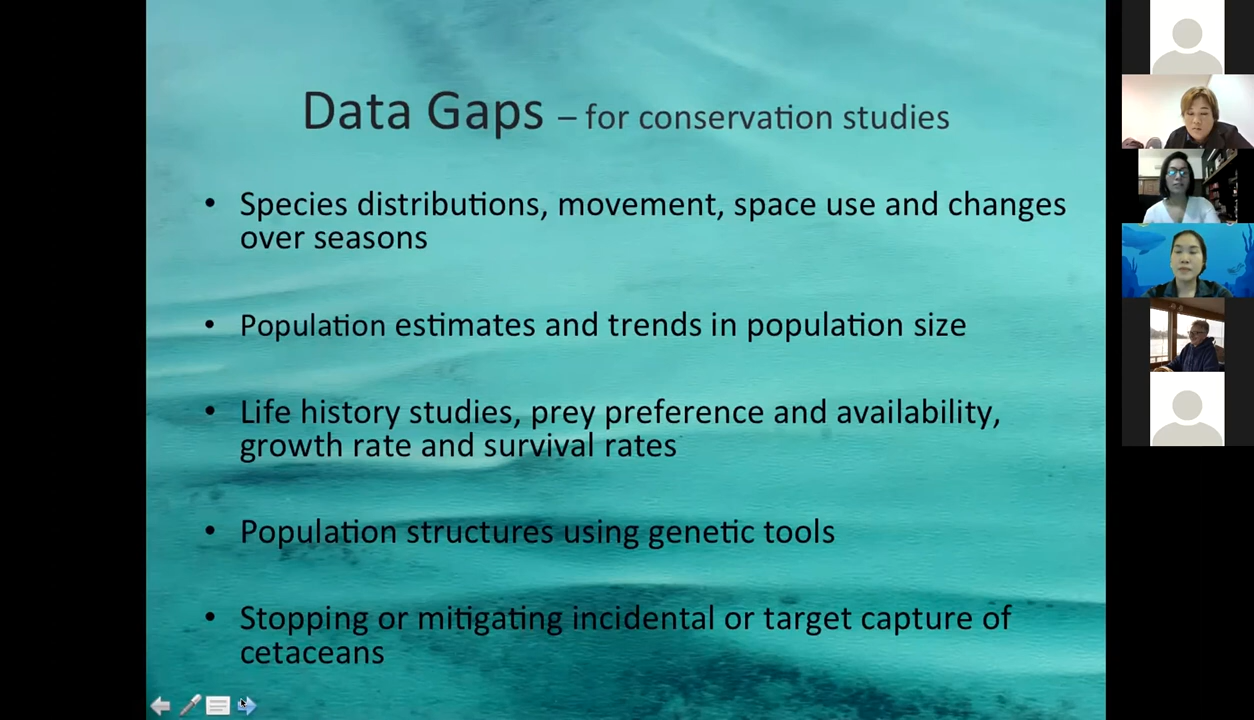 Data Gaps – for conservation studies
• Species distributions, movement, space use and changes
over seasons
• Population estimates and trends in population size
• Life history studies, prey preference and availability,
growth rate and survival rates
• Population structures using genetic tools
• Stopping or mitigating incidental or target capture of
cetaceans